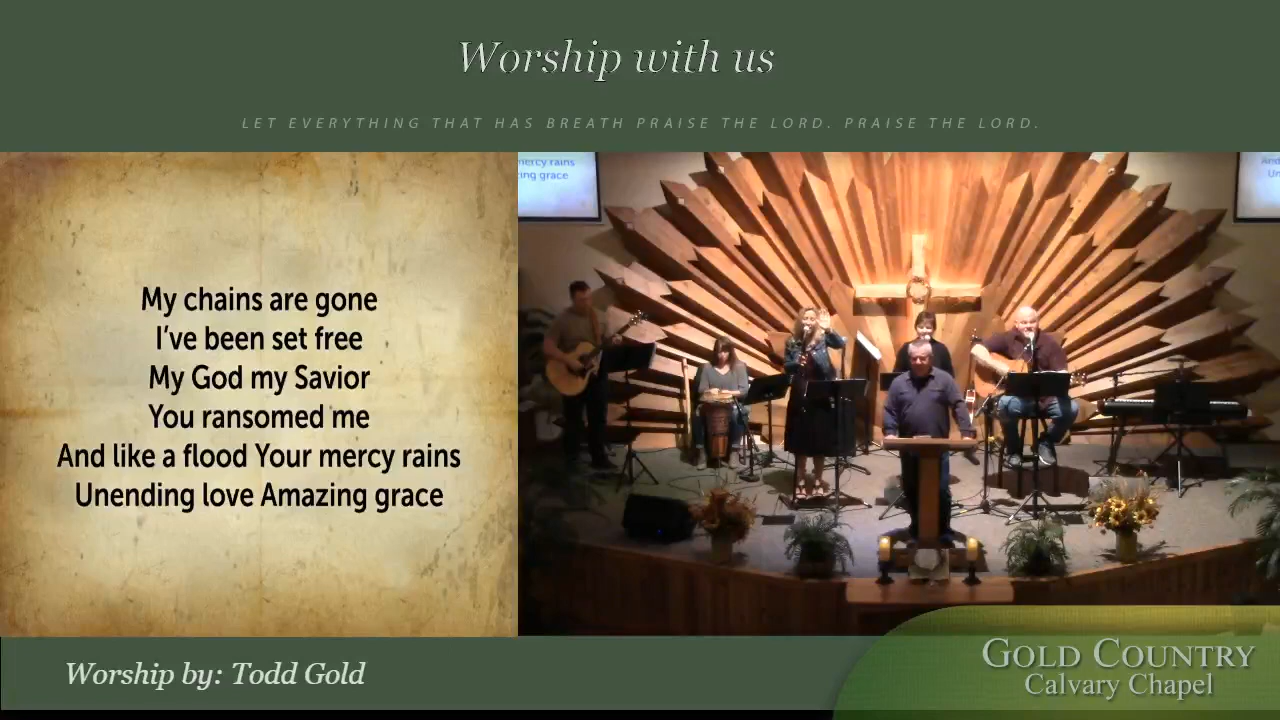 Worship with us
LET EVERYTHING THAT HAS BREATH PRAISE THE LORD. PRAISE THE LORD.
My chains are gone
I've been set free
My God my Savior
You ransomed me
And like a flood Your mercy rains
Unending love Amazing grace
mercy rains
grace
And
Un
Worship by: Todd Gold
GOLD COUNTRY
Calvary Chapel